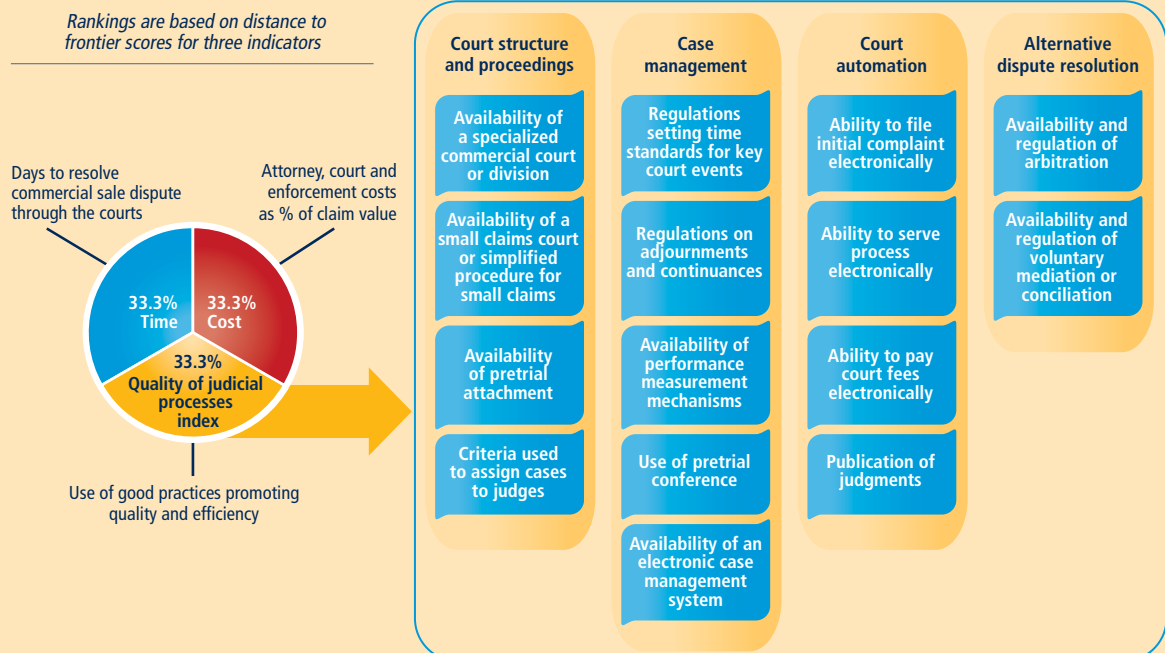 Rankings are based on distance to
frontier scores for three indicators
Days to resolve
commercial sale dispute
through the courts
Attorney, court and
enforcement costs
as % of claim value
33.3%
Time
33.3%
Cost
33.3%
Quality of judicial
processes
index
Use of good practices promoting
quality and efficiency
Court structure
and proceedings
Availability of
a specialized
commercial court
or division
Availability of a
small claims court
or simplified
procedure for
small claims
Availability
of pretrial
attachment
Criteria used
to assign cases
to judges
Case
management
Regulations
setting time
standards for key
court events
Regulations on
adjournments
and continuances
Availability of
performance
measurement
mechanisms
Use of pretrial
conference
Availability of an
electronic case
management
system
Court
automation
Ability to file
initial complaint
electronically
Ability to serve
process
electronically
Ability to pay
court fees
electronically
Publication of
judgments
Alternative
dispute resolution
Availability and
regulation of
arbitration
Availability and
regulation of
voluntary
mediation or
conciliation